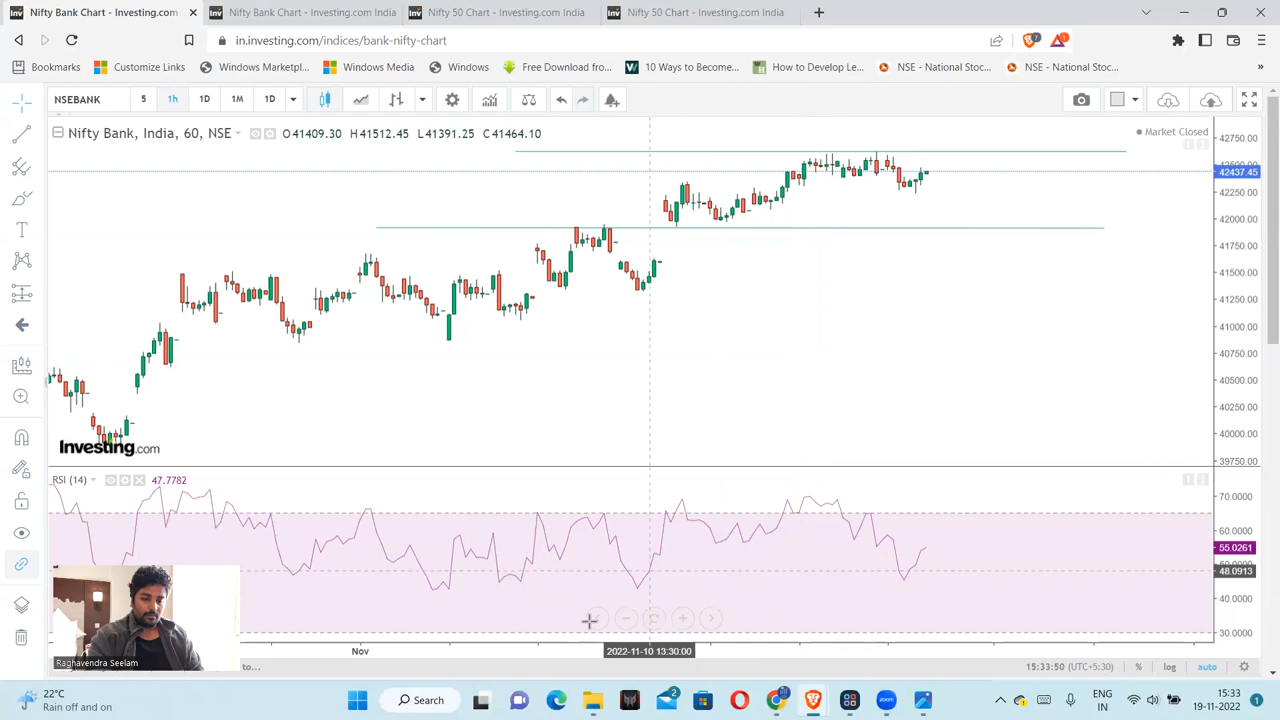 Nifty Bank Chart - Investing.com
Nifty Bank Chart - Investing.com India
Nifty 50 Chart - Investing.com India
Nifty 50 Chart - Investing.com India
in.investing.com/indices/bank-nifty-chart
7
1
Bookmarks
Customize Links
Windows Marketpl...
Windows Media
Windows
Free Download fro...
10 Ways to Become...
How to Develop Le...
NSE - National Stoc...
NSE - National Stoc...
»
NSEBANK
5
1h
1D
1M
1D
Nifty Bank, India, 60, NSE
O41409.30 H41512.45 L41391.25 C41464.10
Market Closed
42750.00
42500.00
42437.45
42250.00
42000.00
41750.00
41500.00
41250.00
41000.00
40750.00
40500.00
40250.00
40000.00
39750.00
Investing.com
RSI (14)
47.7782
70.0000
60.0000
55.0261
48.0913
40.0000
30.0000
Raghavendra Seelam
Nov
2022-11-10 13:30:00
to...
15:33:50 (UTC+5:30)
%
log
auto
22°C
Rain off and on
Search
2
ENG
IN
15:33
19-11-2022